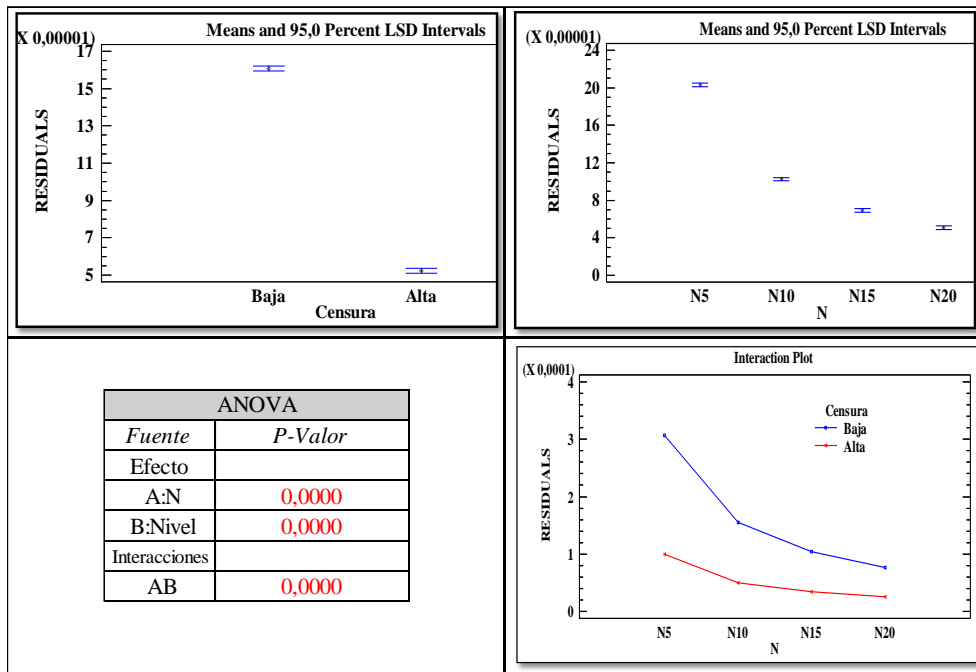 Means and 95,0 Percent LSD Intervals
(X 0,00001)
17
15
13
11
9
7
5
RESIDUALS
Baja Alta
Censura
Means and 95,0 Percent LSD Intervals
(X 0,00001)
24
20
16
12
8
4
0
RESIDUALS
N5 N10 N15 N20
N
ANOVA
Fuente P-Valor
Efecto
A:N 0,0000
B:Nivel 0,0000
Interacciones
AB 0,0000
Interaction Plot
(X 0,0001)
4
3
2
1
0
RESIDUALS
Censura
Baja
Alta
N5 N10 N15 N20
N